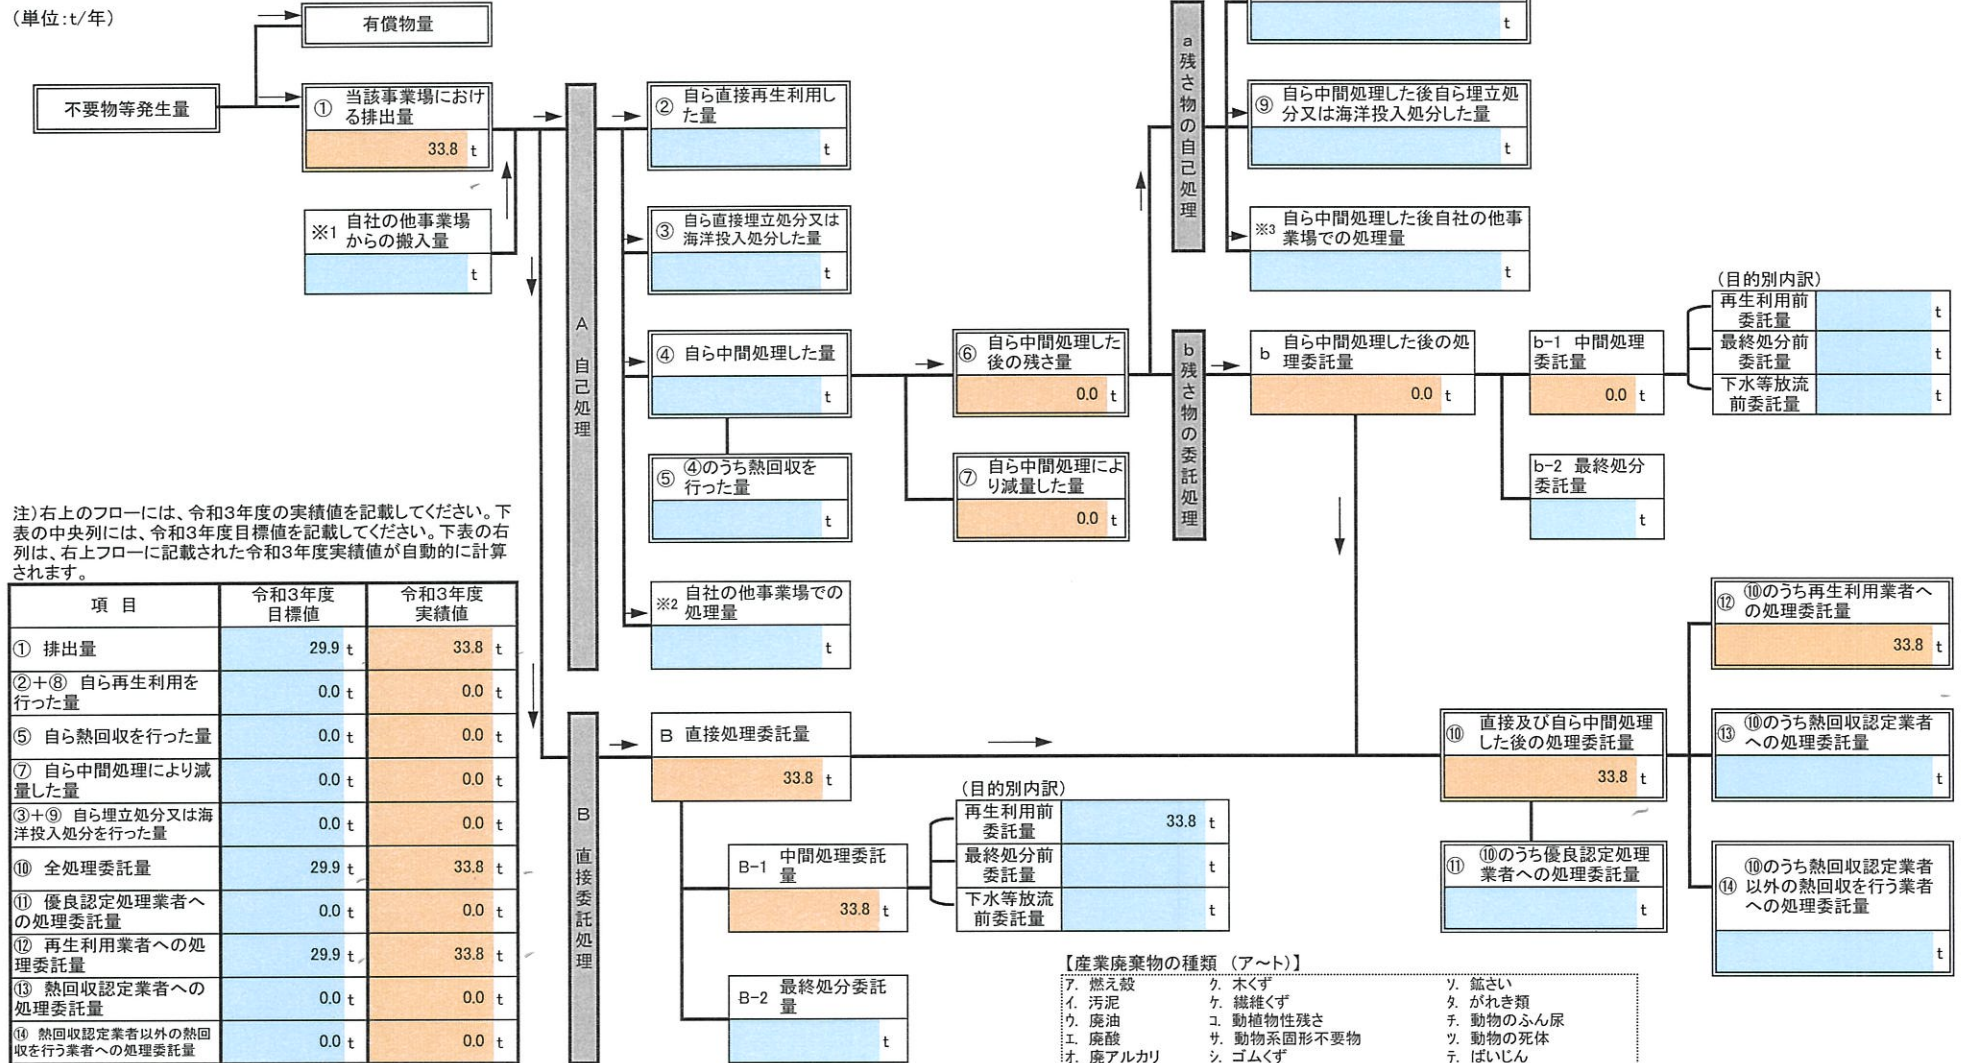 (単位:t/年)
有償物量
不要物等発生量
① 当該事業場におけ
る排出量
33.8 t
※1 自社の他事業場
からの搬入量
t
A 自己処理
② 自ら直接再生利用し
た量
t
③ 自ら直接埋立処分又は
海洋投入処分した量
t
④ 自ら中間処理した量
t
⑤ ④のうち熱回収を
行った量
t
※2 自社の他事業場での
処理量
t
⑥ 自ら中間処理した
後の残さ量
0.0 t
⑦ 自ら中間処理によ
り減量した量
0.0 t
a 残さ物の自己処理
t
⑨ 自ら中間処理した後自ら埋立処
分又は海洋投入処分した量
t
※3 自ら中間処理した後自社の他事
業場での処理量
t
b 残さ物の委託処理
b 自ら中間処理した後の処
理委託量
0.0 t
b-1 中間処理
委託量
0.0 t
b-2 最終処分
委託量
t
(目的別内訳)
再生利用前
委託量
t
最終処分前
委託量
t
下水等放流
前委託量
t
注)右上のフローには、令和3年度の実績値を記載してください。下
表の中央列には、令和3年度目標値を記載してください。下表の右
列は、右上フローに記載された令和3年度実績値が自動的に計算
されます。
項 目
令和3年度
目標値
令和3年度
実績値
① 排出量 29.9 t 33.8 t
②+⑧ 自ら再生利用を
行った量
0.0 t 0.0 t
⑤ 自ら熱回収を行った量 0.0 t 0.0 t
⑦ 自ら中間処理により減
量した量
0.0 t 0.0 t
③+⑨ 自ら埋立処分又は海
洋投入処分を行った量
0.0 t 0.0 t
⑩ 全処理委託量 29.9 t 33.8 t
⑪ 優良認定処理業者へ
の処理委託量
0.0 t 0.0 t
⑫ 再生利用業者への処
理委託量
29.9 t 33.8 t
⑬ 熱回収認定業者への
処理委託量
0.0 t 0.0 t
⑭ 熱回収認定業者以外の熱回
収を行う業者への処理委託量
0.0 t 0.0 t
B 直接委託処理
B 直接処理委託量
33.8 t
B-1 中間処理委託
量
33.8 t
B-2 最終処分委託
量
t
(目的別内訳)
再生利用前
委託量
33.8 t
最終処分前
委託量
t
下水等放流
前委託量
t
⑩ 直接及び自ら中間処理
した後の処理委託量
33.8 t
⑪ ⑩のうち優良認定処理
業者への処理委託量
t
⑫ ⑩のうち再生利用業者へ
の処理委託量
33.8 t
⑬ ⑩のうち熱回収認定業者
への処理委託量
t
⑭ ⑩のうち熱回収認定業者
以外の熱回収を行う業者
への処理委託量
t
【産業廃棄物の種類 (ア~ト)】
ア. 燃え殻 ク. 木くず ソ. 鉱さい
イ. 汚泥 ケ. 繊維くず タ. がれき類
ウ. 廃油 コ. 動植物性残さ チ. 動物のふん尿
エ. 廃酸 サ. 動物系固形不要物 ツ. 動物の死体
オ. 廃アルカリ シ. ゴムくず テ. ばいじん